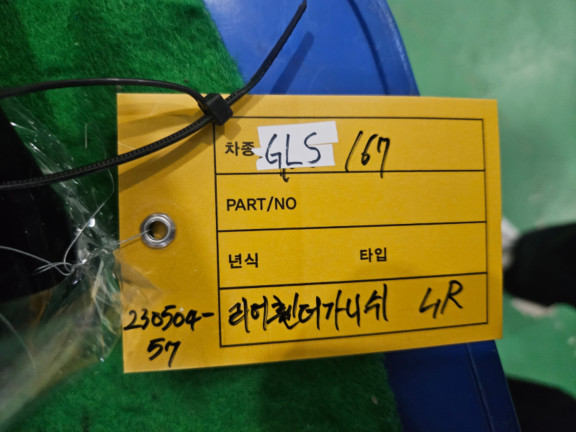 차종 GLS /67
PART/NO
년식 타입
리어휀더가니쉬 LR
230504-
57